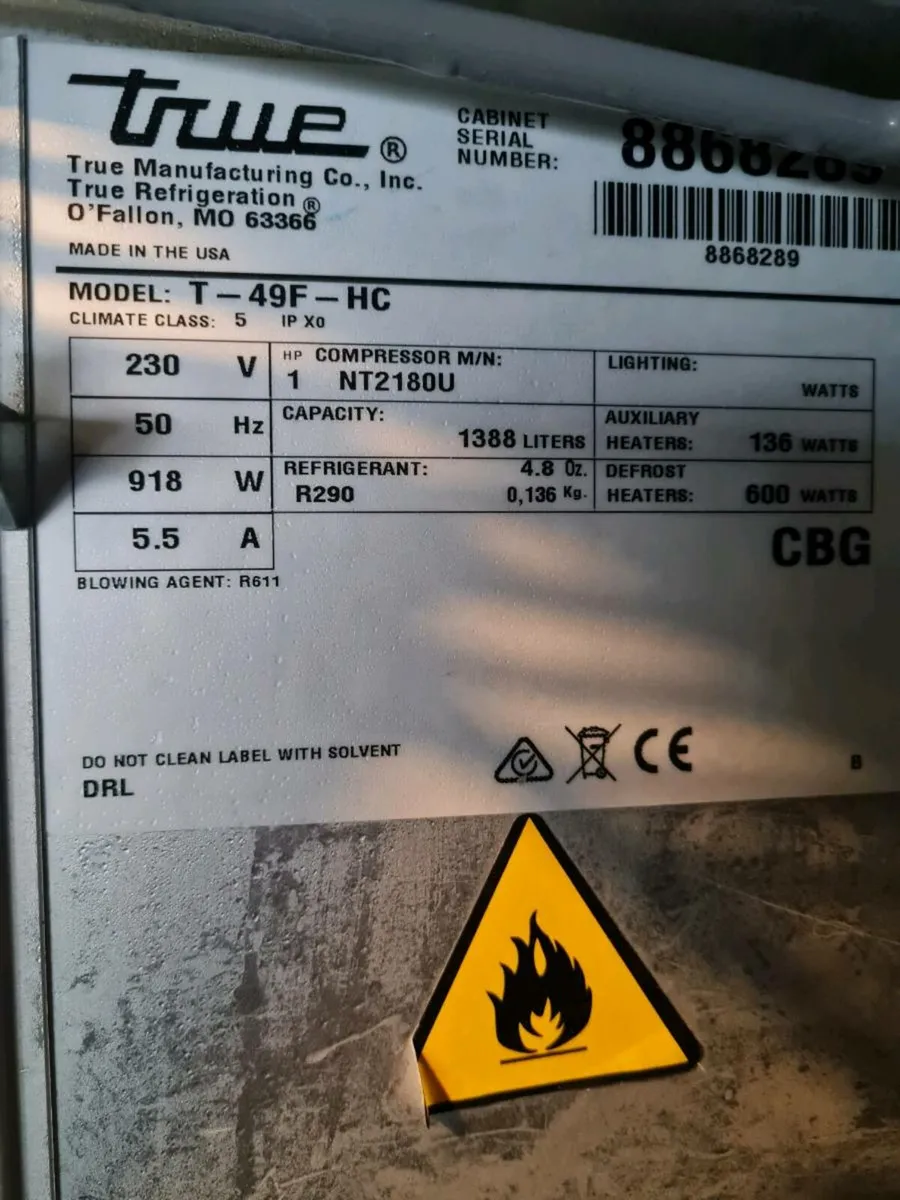 true®
True Manufacturing Co., Inc.
True Refrigeration®
O'Fallon, MO 63366
MADE IN THE USA
CABINET
SERIAL
NUMBER:
8868289
8868289
MODEL: T-49F-HC
CLIMATE CLASS: 5 IP X0
230 V
50 Hz
918 W
5.5 A
HP COMPRESSOR M/N:
1 NT2180U
CAPACITY:
1388 LITERS
REFRIGERANT: 4.8 Oz.
R290 0,136 Kg.
LIGHTING:
WATTS
AUXILIARY
HEATERS: 136 WATTS
DEFROST
HEATERS: 600 WATTS
CBG
BLOWING AGENT: R611
DO NOT CLEAN LABEL WITH SOLVENT
DRL
CE
B